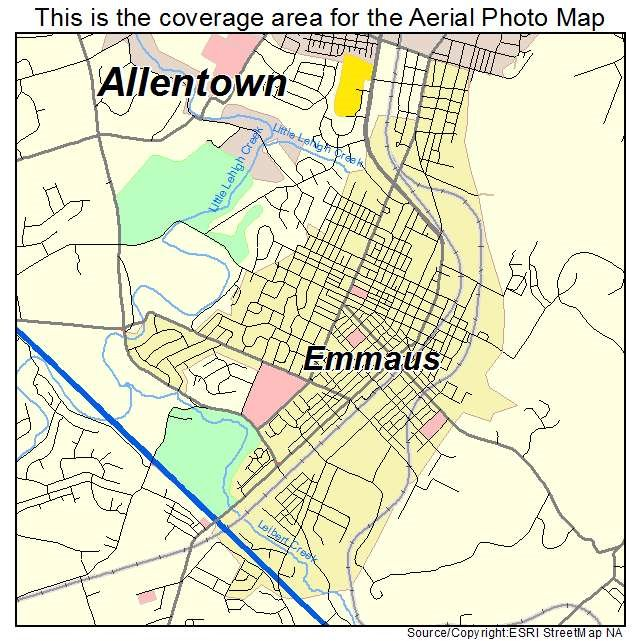 This is the coverage area for the Aerial Photo Map
Allentown
Little Lehigh Creek
Little Lehigh Creek
Emmaus
Leibert Creek
Source/Copyright:ESRI StreetMap NA